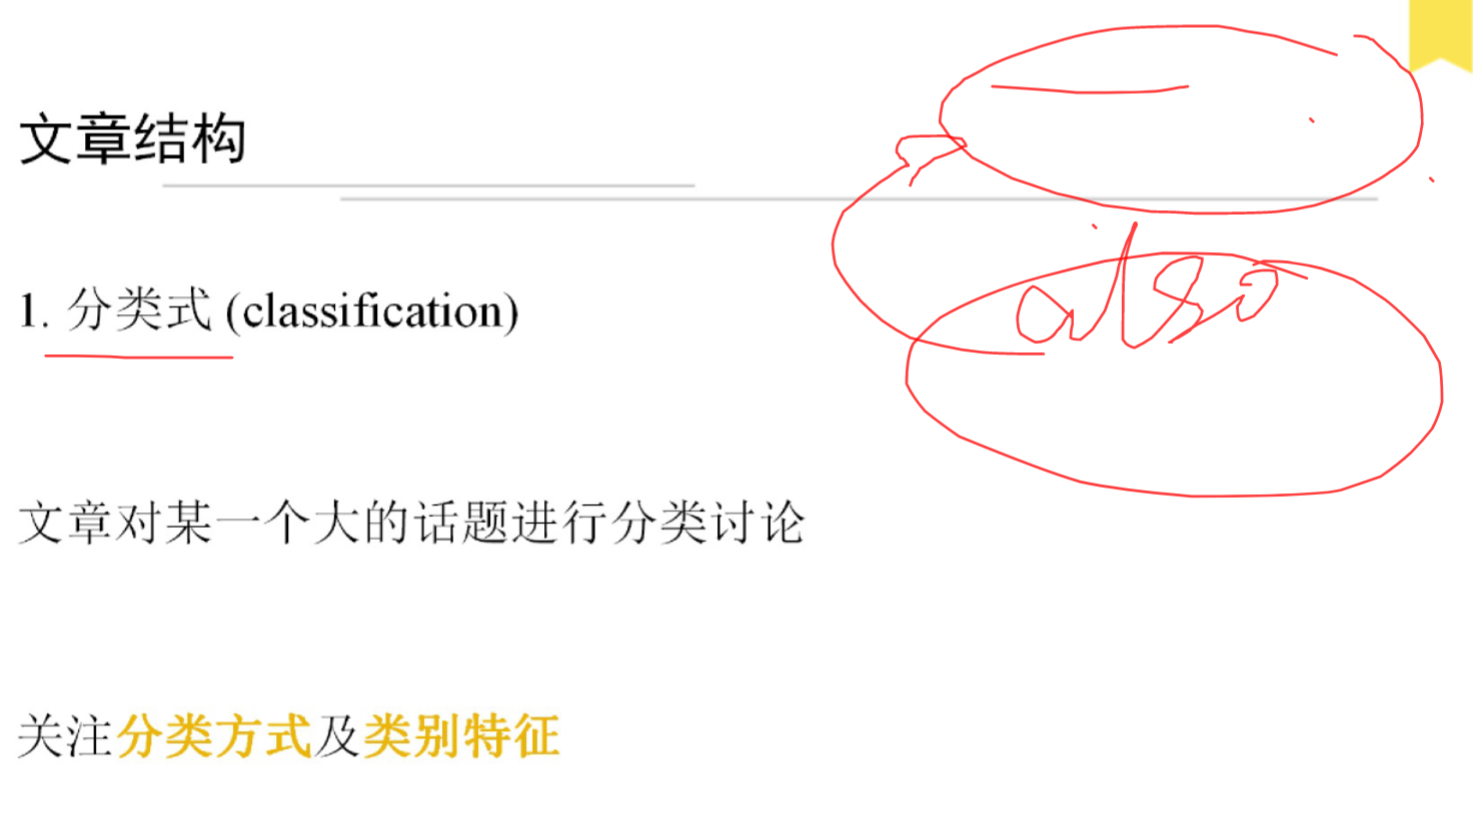 文章结构
also
1. 分类式 (classification)
文章对某一个大的话题进行分类讨论
关注分类方式及类别特征